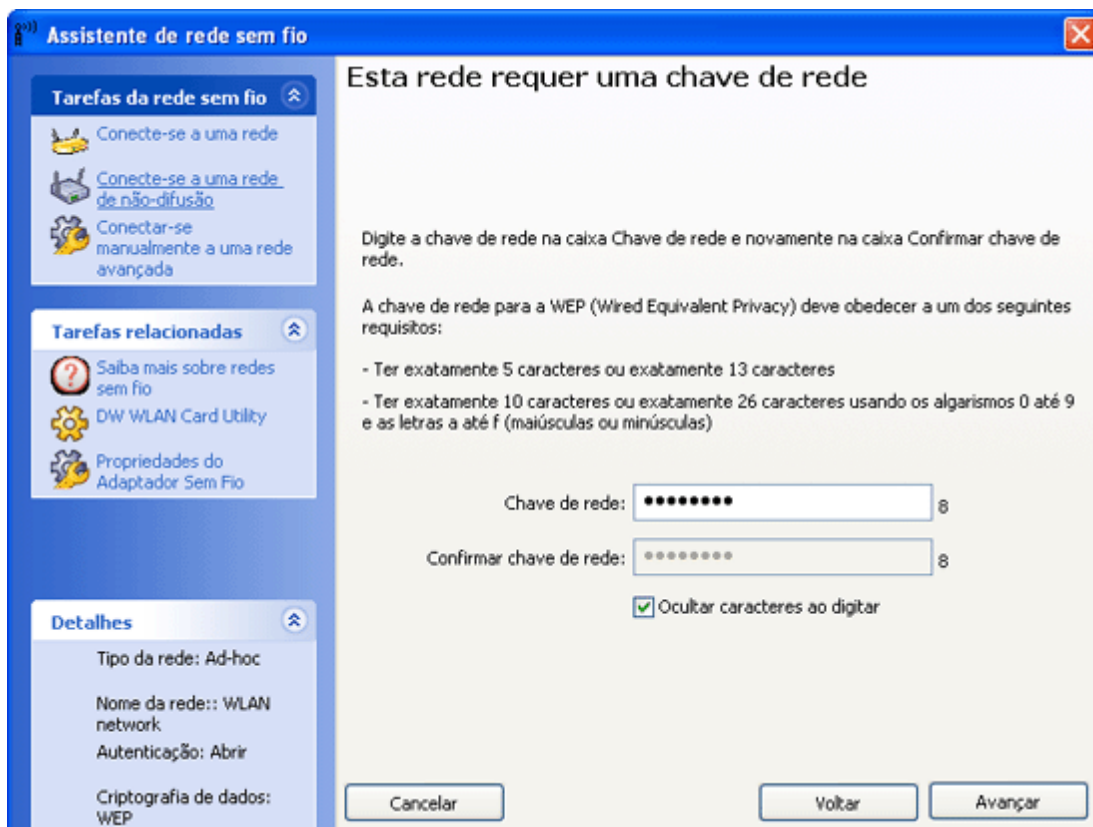 Assistente de rede sem fio
Tarefas da rede sem fio
Conecte-se a uma rede
Conecte-se a uma rede
de não-difusão
Conectar-se
manualmente a uma rede
avançada
Tarefas relacionadas
Saiba mais sobre redes
sem fio
DW WLAN Card Utility
Propriedades do
Adaptador Sem Fio
Detalhes
Tipo da rede: Ad-hoc
Nome da rede:: WLAN
network
Autenticação: Abrir
Criptografia de dados:
WEP
Esta rede requer uma chave de rede
Digite a chave de rede na caixa Chave de rede e novamente na caixa Confirmar chave de
rede.
A chave de rede para a WEP (Wired Equivalent Privacy) deve obedecer a um dos seguintes
requisitos:
- Ter exatamente 5 caracteres ou exatamente 13 caracteres
- Ter exatamente 10 caracteres ou exatamente 26 caracteres usando os algarismos 0 até 9
e as letras a até f (maiúsculas ou minúsculas)
Chave de rede: •••••••• 8
Confirmar chave de rede: •••••••• 8
Ocultar caracteres ao digitar
Cancelar Voltar Avançar